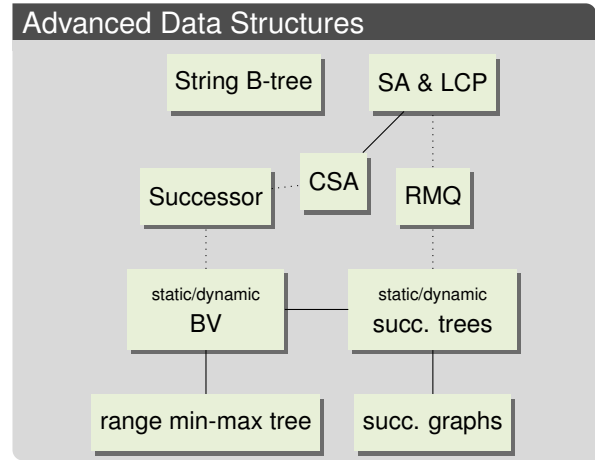 Advanced Data Structures
String B-tree
SA & LCP
CSA
Successor
RMQ
static/dynamic
BV
static/dynamic
succ. trees
range min-max tree
succ. graphs